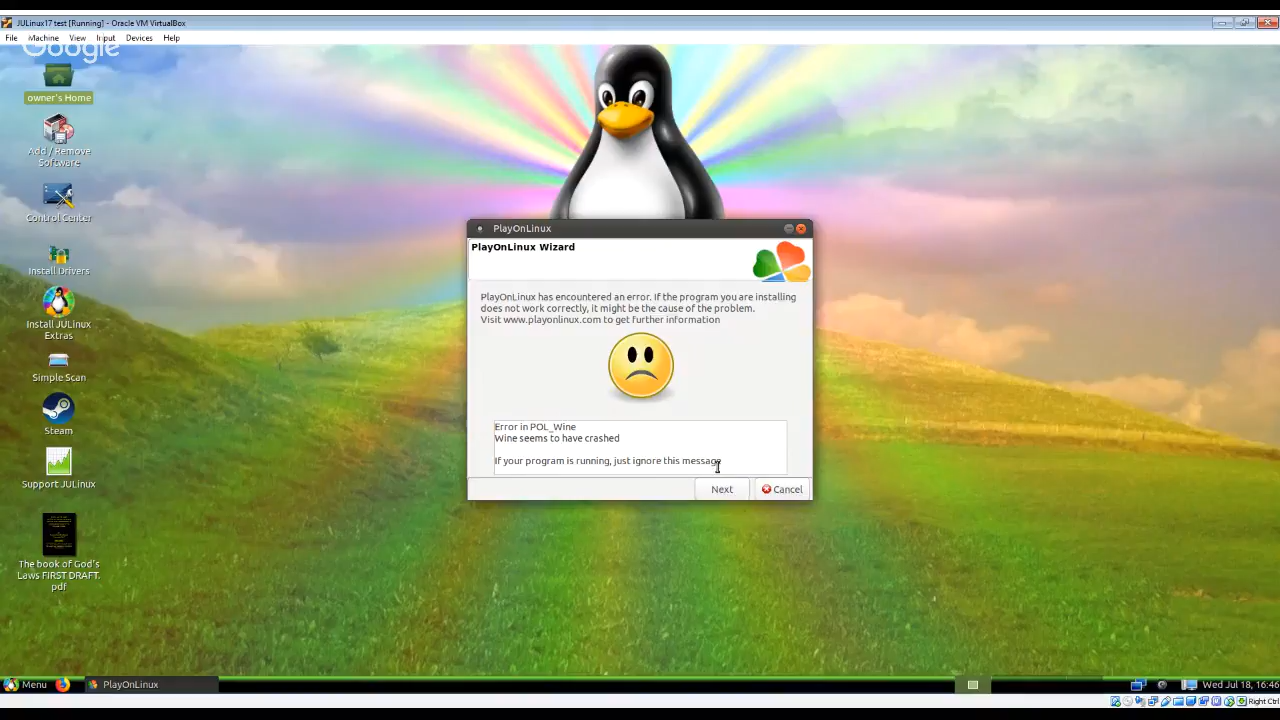 JULinux17 test [Running] - Oracle VM VirtualBox
File Machine View Input Devices Help
Google
owner's Home
Add / Remove
Software
Control Center
Install Drivers
Install JULinux
Extras
Simple Scan
Steam
Support JULinux
The book of God's
Laws FIRST DRAFT.
pdf
PlayOnLinux
PlayOnLinux Wizard
PlayOnLinux has encountered an error. If the program you are installing
does not work correctly, it might be the cause of the problem.
Visit www.playonlinux.com to get further information
Error in POL_Wine
Wine seems to have crashed
If your program is running, just ignore this message
Next Cancel
Menu PlayOnLinux Wed Jul 18, 16:46
Right Ctrl